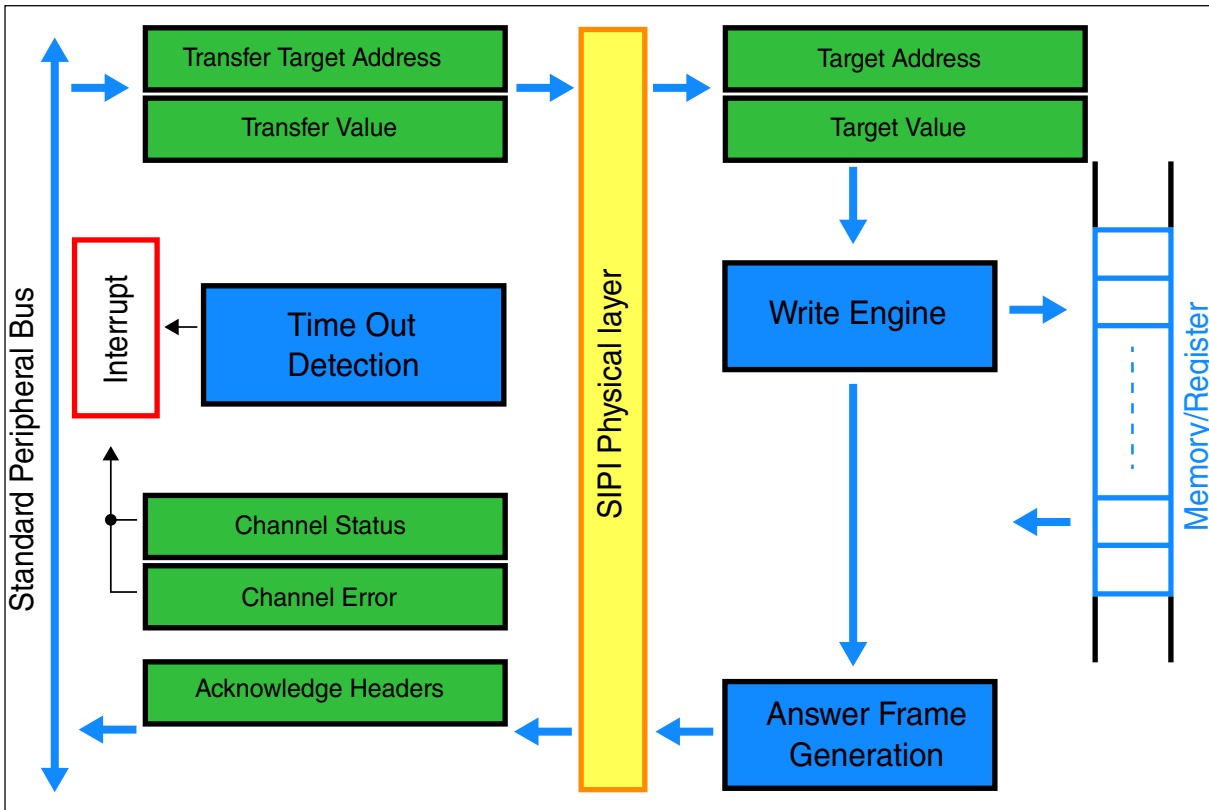 Transfer Target Address
Transfer Value
Target Address
Target Value
Standard Peripheral Bus
Interrupt
Time Out
Detection
SIPI Physical layer
Write Engine
Memory/Register
Channel Status
Channel Error
Acknowledge Headers
Answer Frame
Generation